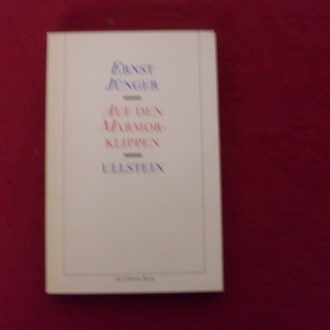 ERNST
JÜNGER
AUF DEN
MARMOR-
KLIPPEN
ULLSTEIN